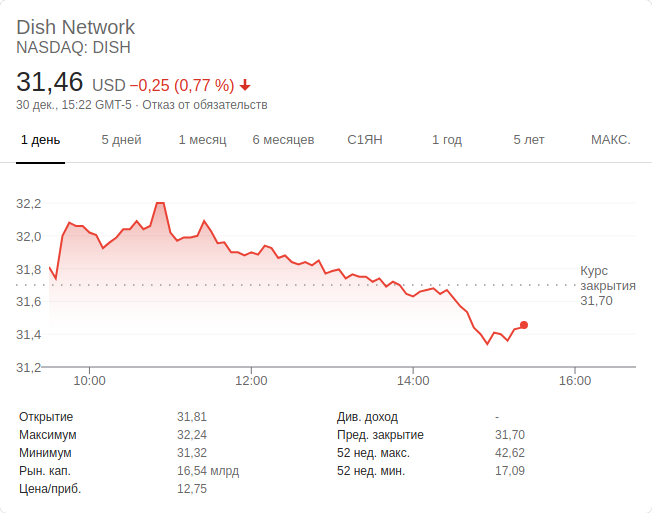 Dish Network
NASDAQ: DISH
31,46 USD −0,25 (0,77 %)
30 дек., 15:22 GMT-5 · Отказ от обязательств
1 день 5 дней 1 месяц 6 месяцев С1ЯН 1 год 5 лет МАКС.
32,2
32,0
31,8
31,6
31,4
31,2
Курс
закрытия
31,70
10:00 12:00 14:00 16:00
Открытие 31,81 Див. доход -
Максимум 32,24 Пред. закрытие 31,70
Минимум 31,32 52 нед. макс. 42,62
Рын. кап. 16,54 млрд 52 нед. мин. 17,09
Цена/приб. 12,75